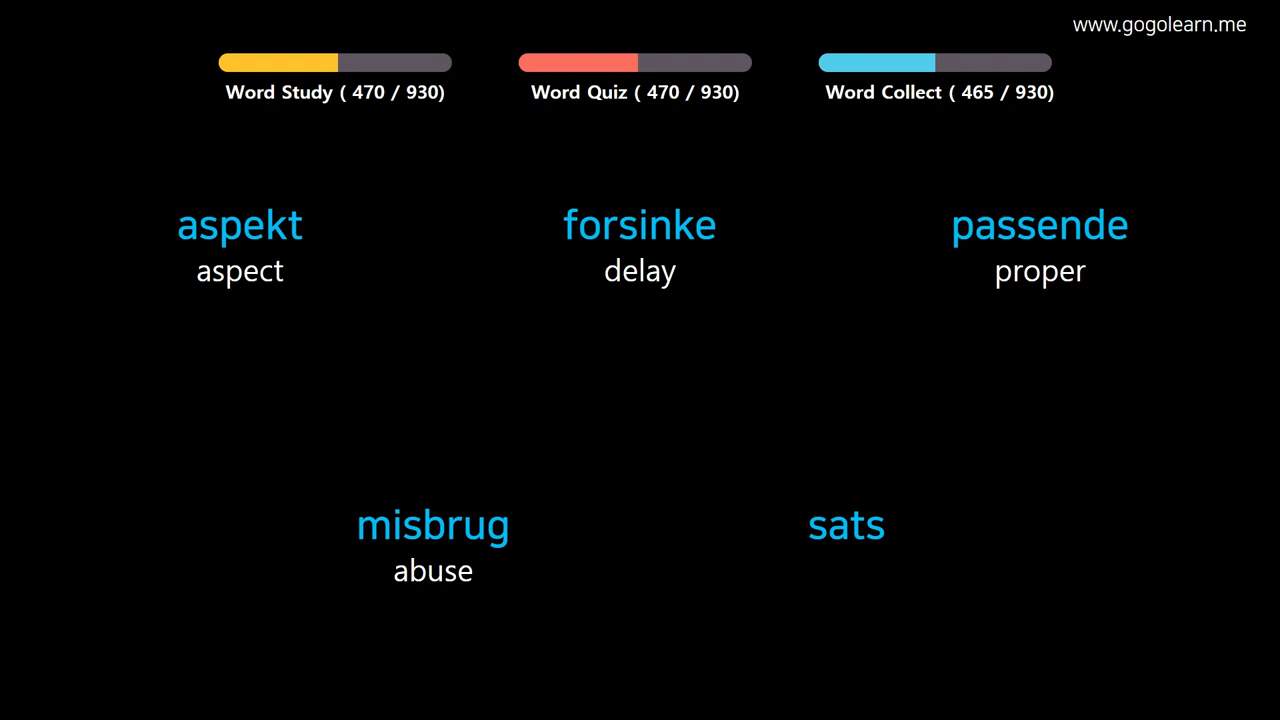 www.gogolearn.me
Word Study ( 470 / 930)
Word Quiz ( 470 / 930)
Word Collect ( 465 / 930)
aspekt
aspect
forsinke
delay
passende
proper
misbrug
abuse
sats